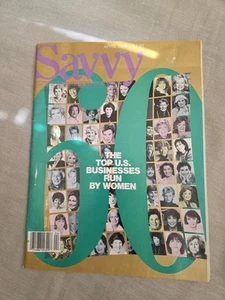 Savvy
60
THE
TOP U.S.
BUSINESSES
RUN
BY WOMEN